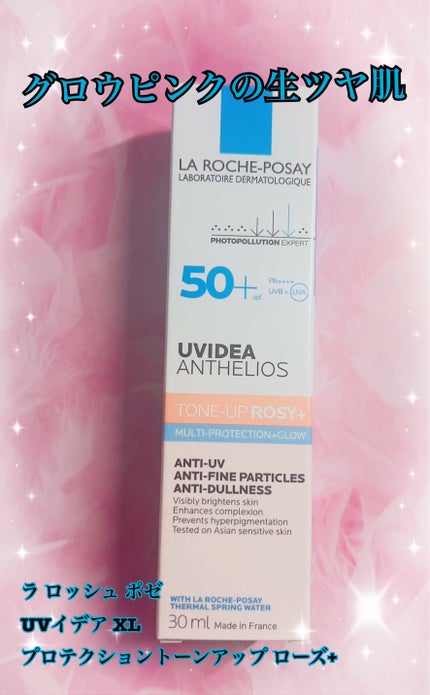 グロウピンクの生ツヤ肌
LA ROCHE-POSAY
LABORATOIRE DERMATOLOGIQUE
PHOTOPOLLUTION EXPERT
50+ spf
PA++++
UVB + UVA
UVIDEA
ANTHELIOS
TONE-UP ROSY+
MULTI-PROTECTION+GLOW
ANTI-UV
ANTI-FINE PARTICLES
ANTI-DULLNESS
Visibly brightens skin
Enhances complexion
Prevents hyperpigmentation
Tested on Asian sensitive skin
WITH LA ROCHE-POSAY
THERMAL SPRING WATER
30 ml Made in France
ラ ロッシュ ポゼ
UVイデア XL
プロテクショントーンアップ ローズ+